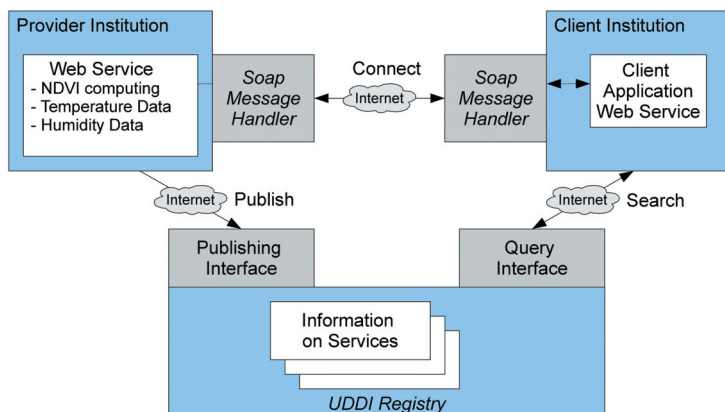 Provider Institution
Web Service
- NDVI computing
- Temperature Data
- Humidity Data
Soap
Message
Handler
Connect
Internet
Soap
Message
Handler
Client Institution
Client
Application
Web Service
Internet
Publish
Internet
Search
Publishing
Interface
Query
Interface
Information
on Services
UDDI Registry